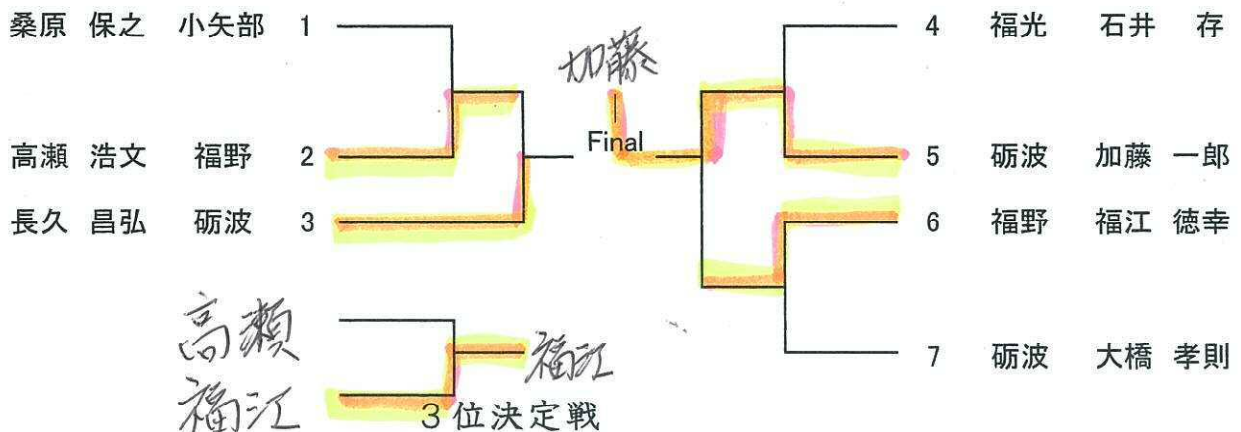 桑原 保之 小矢部 1
4 福光 石井 存
加藤
Final
高瀬 浩文 福野 2
5 砺波 加藤 一郎
長久 昌弘 砺波 3
6 福野 福江 徳幸
高瀬
福江
福江
7 砺波 大橋 孝則
3位決定戦